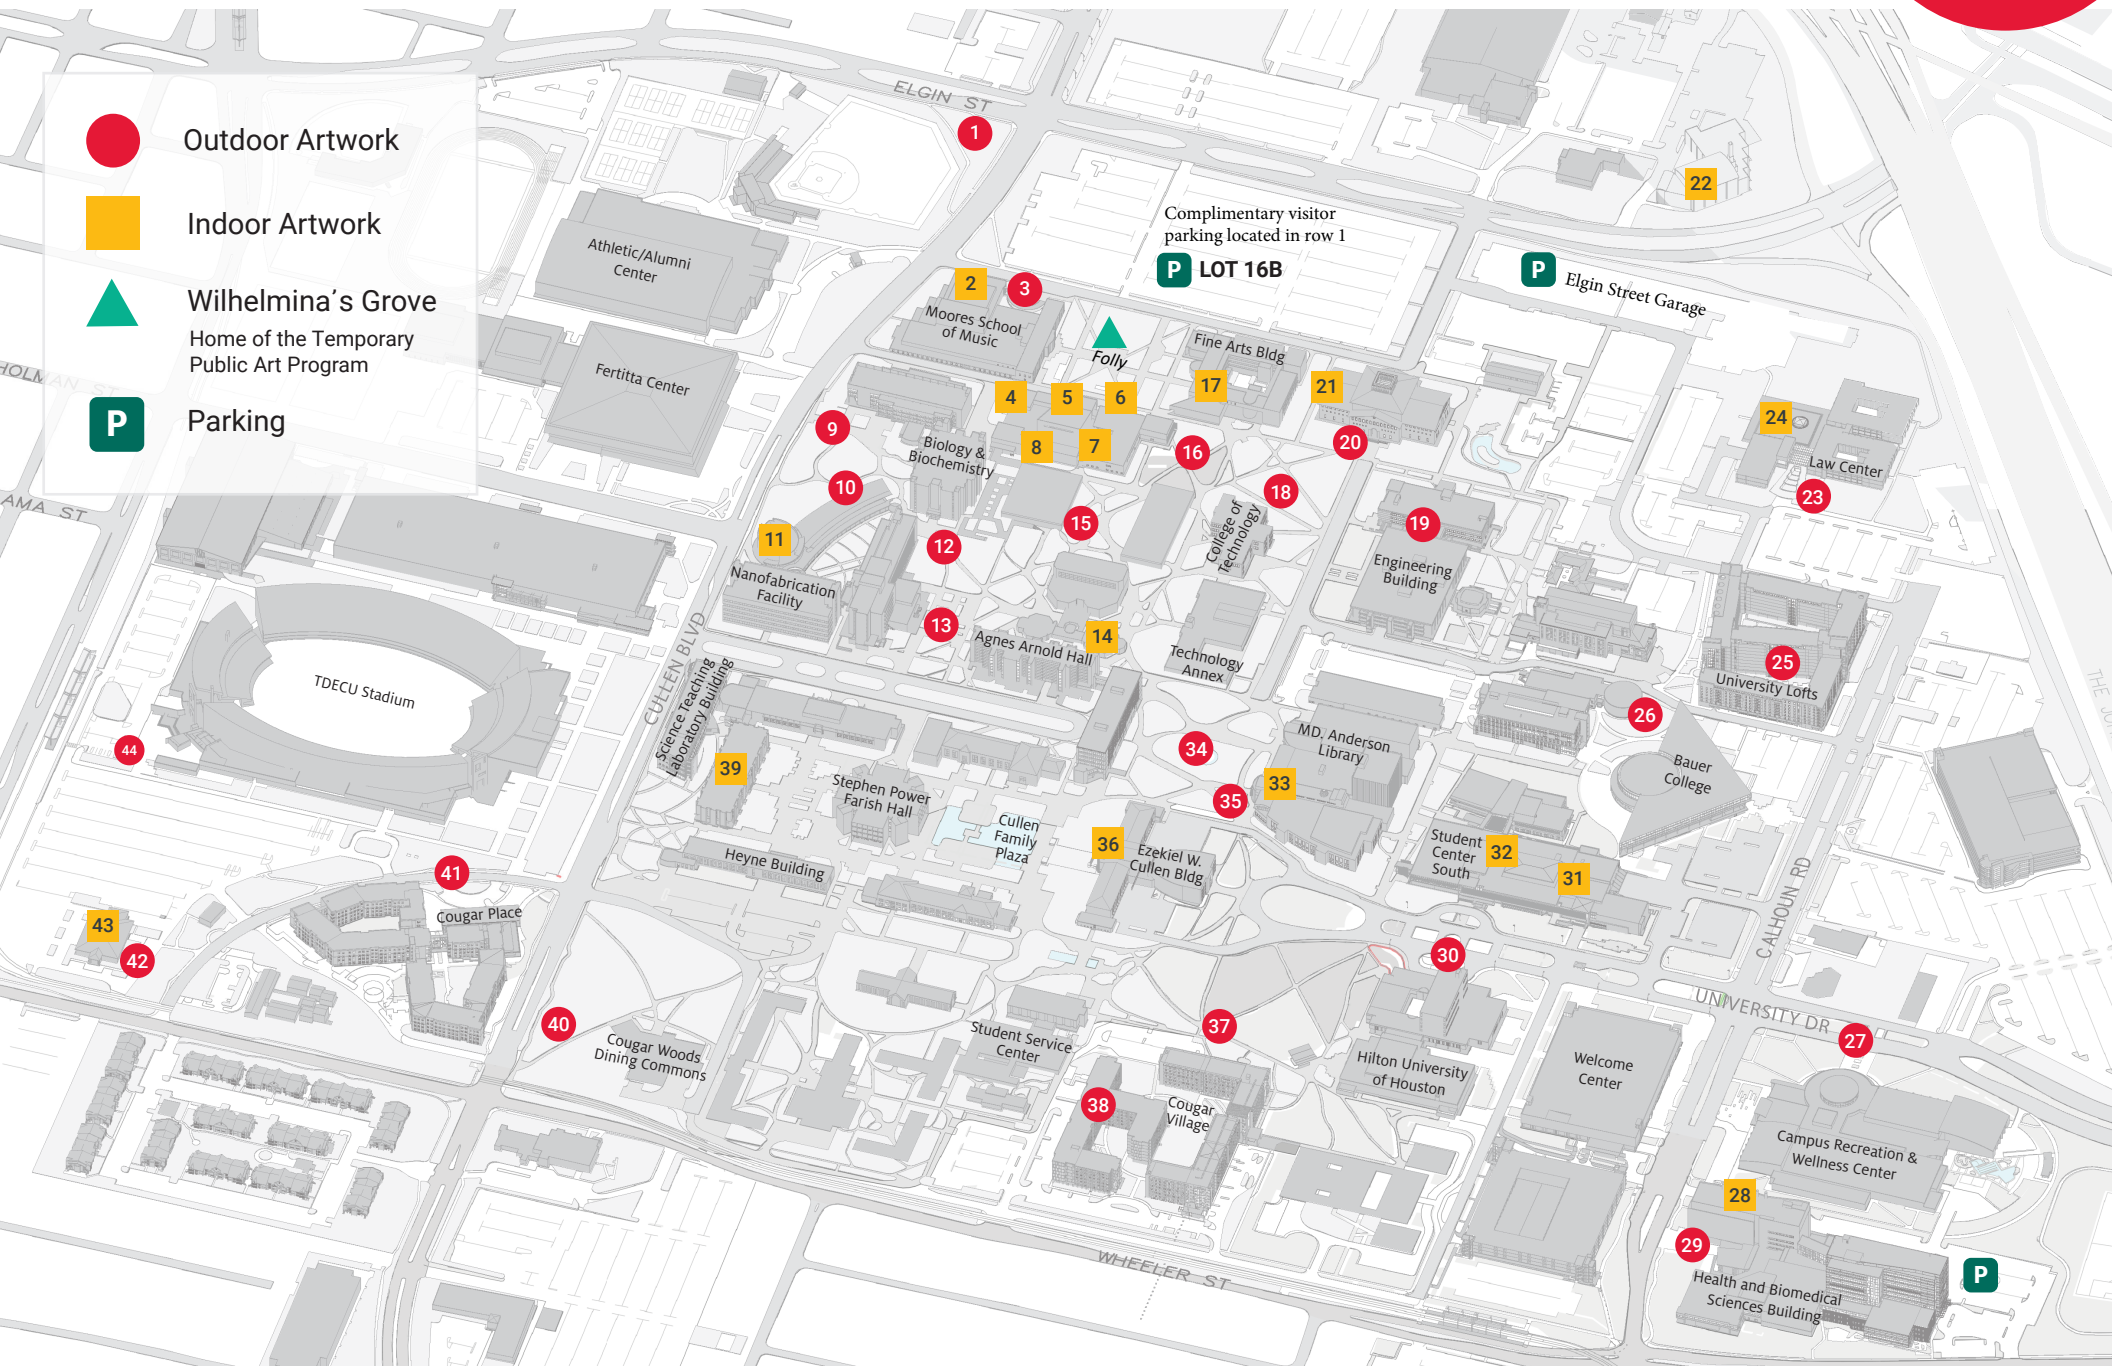 Outdoor Artwork
Indoor Artwork
Wilhelmina's Grove
Home of the Temporary
Public Art Program
P
Parking
ELGIN ST
1
22
Complimentary visitor
parking located in row 1
P LOT 16B
P
Elgin Street Garage
Athletic/Alumni
Center
2
3
Moores School
of Music
Folly
Fine Arts Bldg
Fertitta Center
HOLMAN ST
4
5
6
17
21
24
Law Center
23
9
Biology &
Biochemistry
8
7
16
20
10
18
15
19
College of
Technology
11
12
Engineering
Building
AMA ST
Nanofabrication
Facility
13
14
Agnes Arnold Hall
Technology
Annex
25
University Lofts
CULLEN BLVD
Science Teaching
Laboratory Building
TDECU Stadium
26
44
34
MD. Anderson
Library
39
33
35
Bauer
College
Stephen Power
Farish Hall
Cullen
Family
Plaza
36
Ezekiel W.
Cullen Bldg
Student
Center
South
32
31
Heyne Building
41
CALHOUN RD
Cougar Place
43
42
30
UNIVERSITY DR
THE JO
40
Cougar Woods
Dining Commons
Student Service
Center
37
27
Hilton University
of Houston
Welcome
Center
38
Cougar
Village
Campus Recreation &
Wellness Center
28
29
WHEELER ST
Health and Biomedical
Sciences Building
P